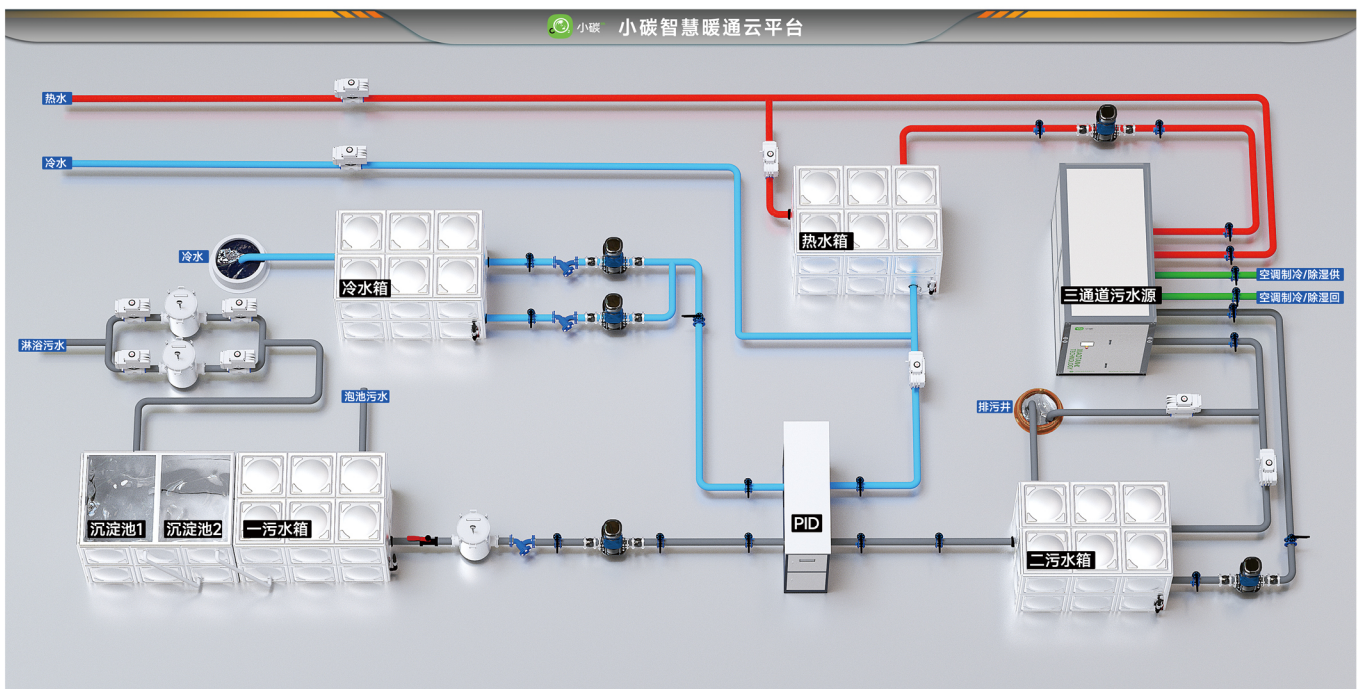 小碳 小碳智慧暖通云平台
热水
冷水
热水箱
冷水
冷水箱
空调制冷/除湿供
三通道污水源
空调制冷/除湿回
淋浴污水
泡池污水
排污井
沉淀池1
沉淀池2
一污水箱
PID
二污水箱